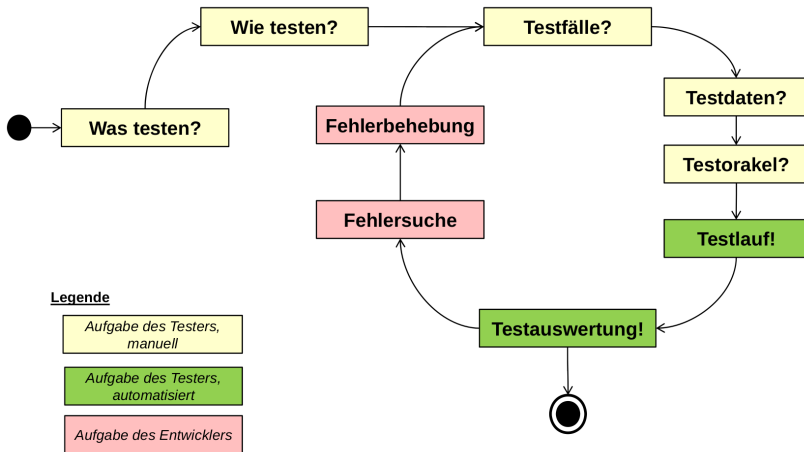 Wie testen?
Testfälle?
Testdaten?
Was testen?
Fehlerbehebung
Testorakel?
Fehlersuche
Testlauf!
Legende
Testauswertung!
Aufgabe des Testers,
manuell
Aufgabe des Testers,
automatisiert
Aufgabe des Entwicklers